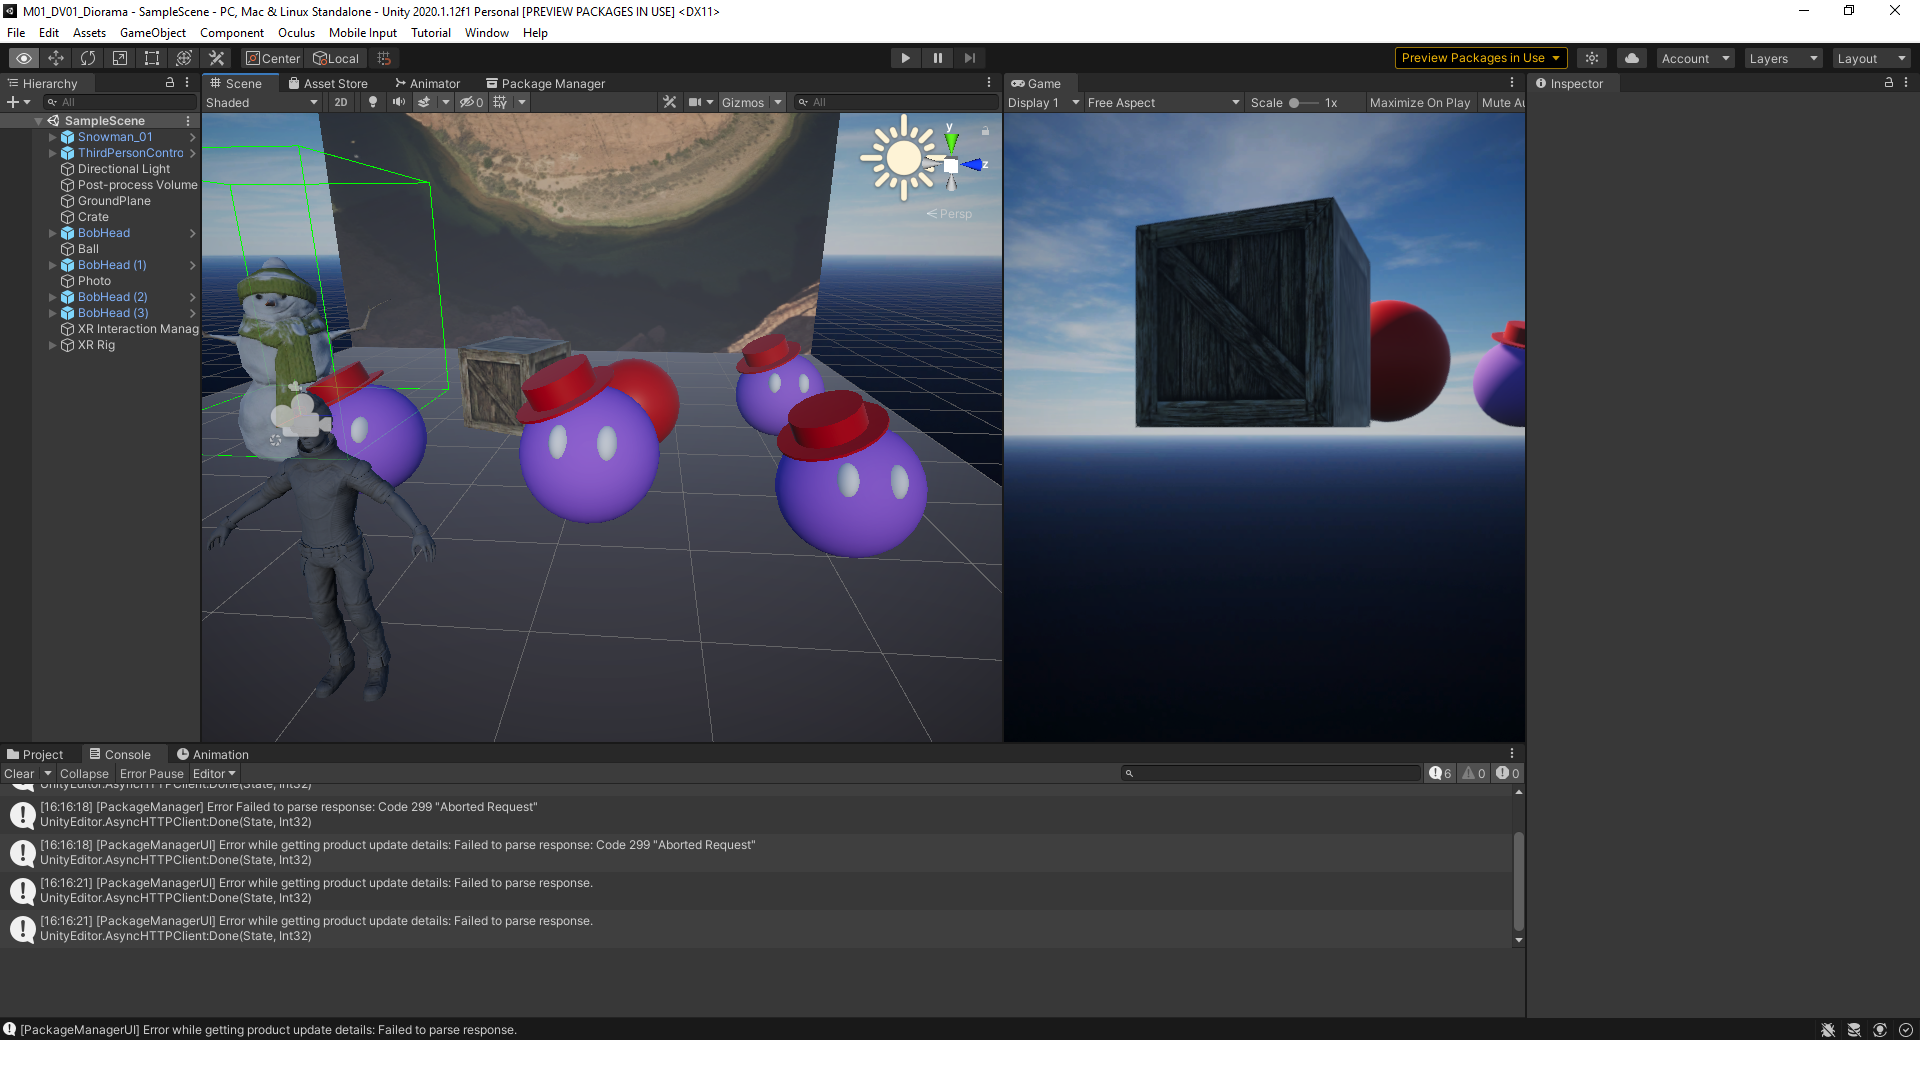 M01_DV01_Diorama - SampleScene - PC, Mac & Linux Standalone - Unity 2020.1.12f1 Personal [PREVIEW PACKAGES IN USE] <DX11>
File Edit Assets GameObject Component Oculus Mobile Input Tutorial Window Help
Center Local Preview Packages in Use Account Layers Layout
Hierarchy Scene Asset Store Animator Package Manager Game Inspector
All Shaded 2D 0 Gizmos All Display 1 Free Aspect Scale 1x Maximize On Play Mute Au
SampleScene
Snowman_01
ThirdPersonContro
Directional Light
Post-process Volume
GroundPlane
Crate
BobHead
Ball
BobHead (1)
Photo
BobHead (2)
BobHead (3)
XR Interaction Manag
XR Rig
y
z
Persp
Project Console Animation
Clear Collapse Error Pause Editor 6 0 0
UnityEditor.AsyncHTTPClient:Done(State, Int32)
[16:16:18] [PackageManager] Error Failed to parse response: Code 299 "Aborted Request"
UnityEditor.AsyncHTTPClient:Done(State, Int32)
[16:16:18] [PackageManagerUI] Error while getting product update details: Failed to parse response: Code 299 "Aborted Request"
UnityEditor.AsyncHTTPClient:Done(State, Int32)
[16:16:21] [PackageManagerUI] Error while getting product update details: Failed to parse response.
UnityEditor.AsyncHTTPClient:Done(State, Int32)
[16:16:21] [PackageManagerUI] Error while getting product update details: Failed to parse response.
UnityEditor.AsyncHTTPClient:Done(State, Int32)
[PackageManagerUI] Error while getting product update details: Failed to parse response.